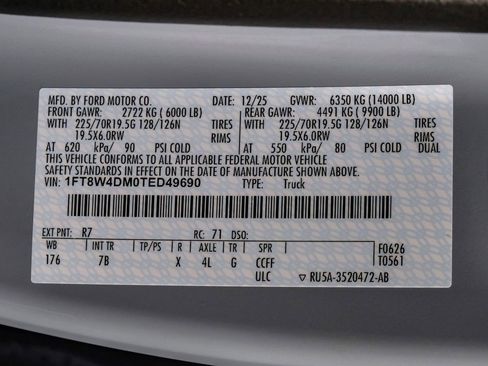 MFD. BY FORD MOTOR CO. 12/25 GVWR: 6350 KG (14000 LB)
FRONT GAWR: 2722 KG (6000 LB) REAR GAWR: 4491 KG (9900 LB)
WITH 225/70R19.5G 128/126N TIRES WITH 225/70R19.5G 128/126N TIRES
19.5X6.0RW 19.5X6.0RW
AT 620 kPa/ 90 PSI COLD AT 550 kPa/ 80 PSI COLD
THIS VEHICLE CONFORMS TO ALL APPLICABLE FEDERAL MOTOR VEHICLE
SAFETY STANDARDS IN EFFECT ON THE DATE OF MANUFACTURE SHOWN ABOVE.
VIN: 1FT8W4DM0TED49690 TYPE: Truck
EXT PNT: R7 RC: 71 DSO:
WB INT TR TP/PS R AXLE TR SPR F0626
176 7B X 4L G CCFF T0561
ULC ▽ RU5A-3520472-AB